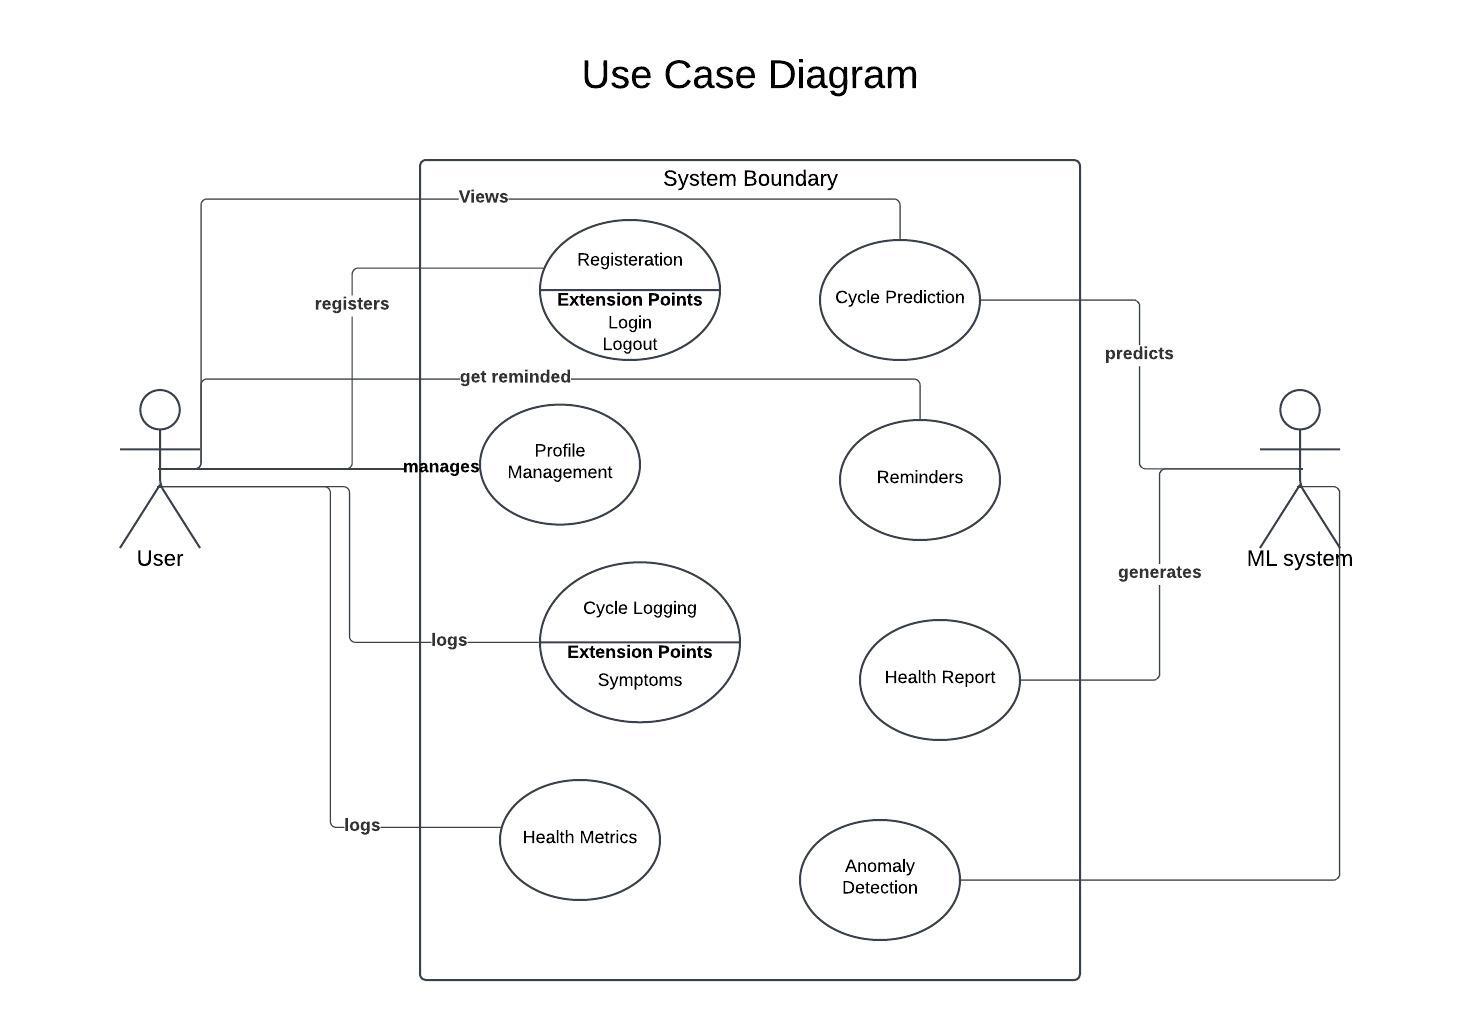 Use Case Diagram
System Boundary
Views
Registeration
Extension Points
Login
Logout
Cycle Prediction
registers
predicts
get reminded
Profile
Management
manages
Reminders
User
ML system
generates
Cycle Logging
Extension Points
Symptoms
logs
Health Report
Health Metrics
logs
Anomaly
Detection